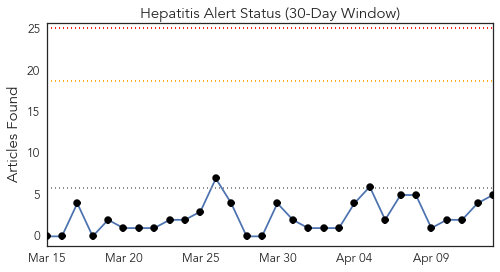 Hepatitis Alert Status (30-Day Window)
Articles Found
25
20
15
10
5
0
Mar 15 Mar 20 Mar 25 Mar 30 Apr 04 Apr 09